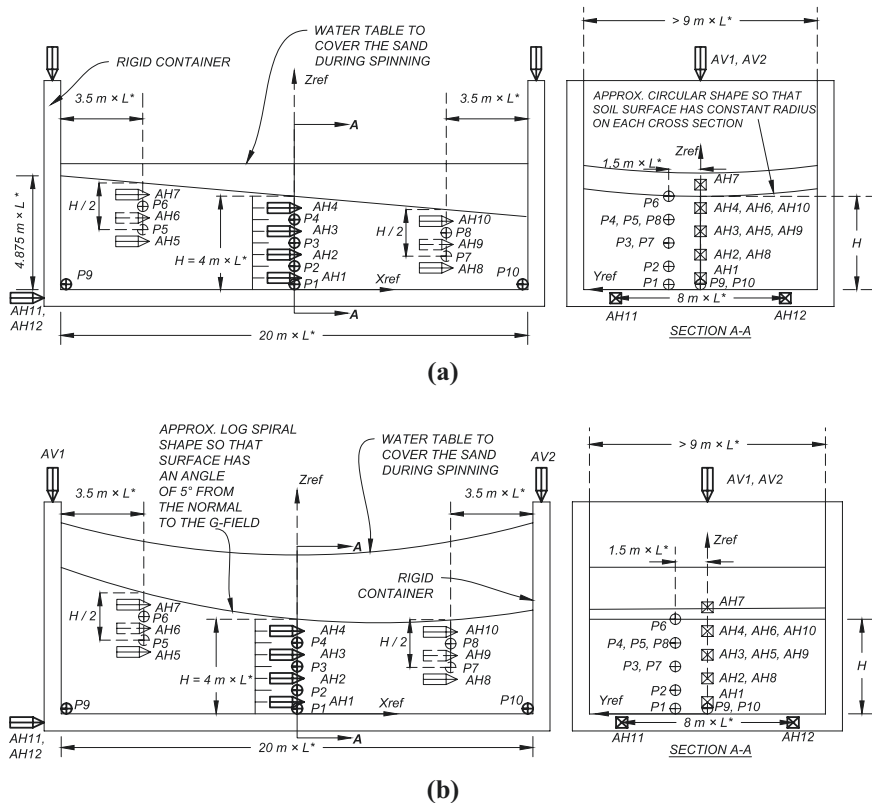 WATER TABLE TO
COVER THE SAND
DURING SPINNING
RIGID CONTAINER
Zref
3.5 m × L*
3.5 m × L*
A
AH7
P6
H / 2
AH6
P5
AH5
AH4
P4
AH3
P3
AH2
P2
AH1
P1
H = 4 m × L*
AH10
P8
H / 2
AH9
P7
AH8
4.875 m × L*
P9
P10
Xref
AH11,
AH12
A
20 m × L*
> 9 m × L*
AV1, AV2
APPROX. CIRCULAR SHAPE SO THAT
SOIL SURFACE HAS CONSTANT RADIUS
ON EACH CROSS SECTION
1.5 m × L*
Zref
AH7
P6
P4, P5, P8
AH4, AH6, AH10
P3, P7
AH3, AH5, AH9
P2
AH2, AH8
AH1
P1
P9, P10
H
Yref
8 m × L*
AH11
AH12
SECTION A-A
(a)
APPROX. LOG SPIRAL
SHAPE SO THAT
SURFACE HAS
AN ANGLE
OF 5° FROM
THE NORMAL
TO THE G-FIELD
WATER TABLE TO
COVER THE SAND
DURING SPINNING
AV1
AV2
Zref
3.5 m × L*
3.5 m × L*
A
RIGID
CONTAINER
AH7
P6
H / 2
AH6
P5
AH5
AH4
P4
AH3
P3
AH2
P2
AH1
P1
H = 4 m × L*
AH10
P8
H / 2
AH9
P7
AH8
P9
P10
Xref
AH11,
AH12
A
20 m × L*
> 9 m × L*
AV1, AV2
1.5 m × L*
Zref
AH7
P6
P4, P5, P8
AH4, AH6, AH10
P3, P7
AH3, AH5, AH9
P2
AH2, AH8
AH1
P1
P9, P10
H
Yref
8 m × L*
AH11
AH12
SECTION A-A
(b)